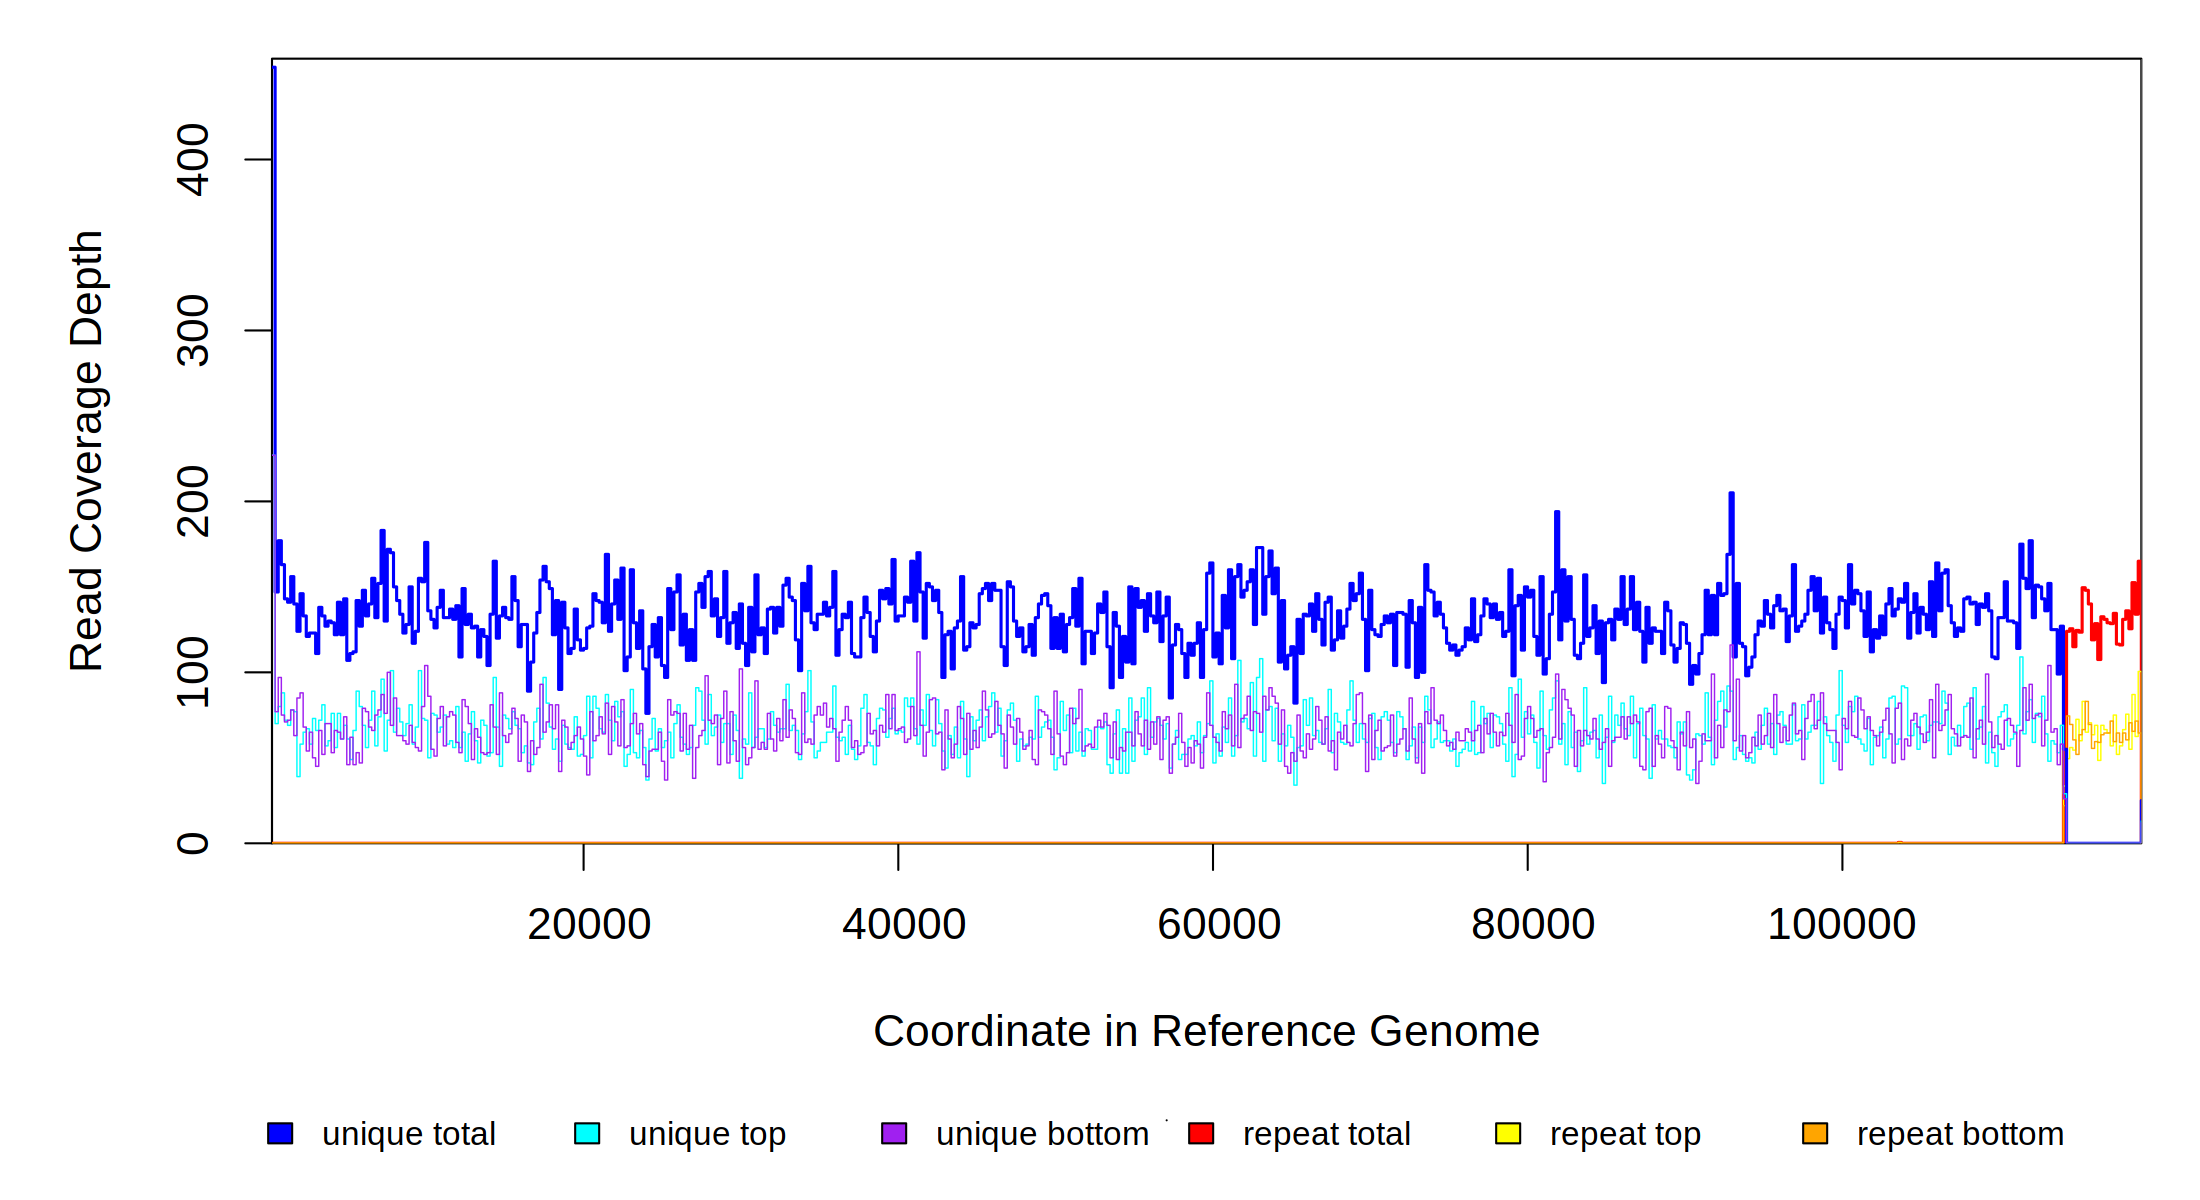 Read Coverage Depth
400
300
200
100
0
20000 40000 60000 80000 100000
Coordinate in Reference Genome
unique total unique top unique bottom repeat total repeat top repeat bottom